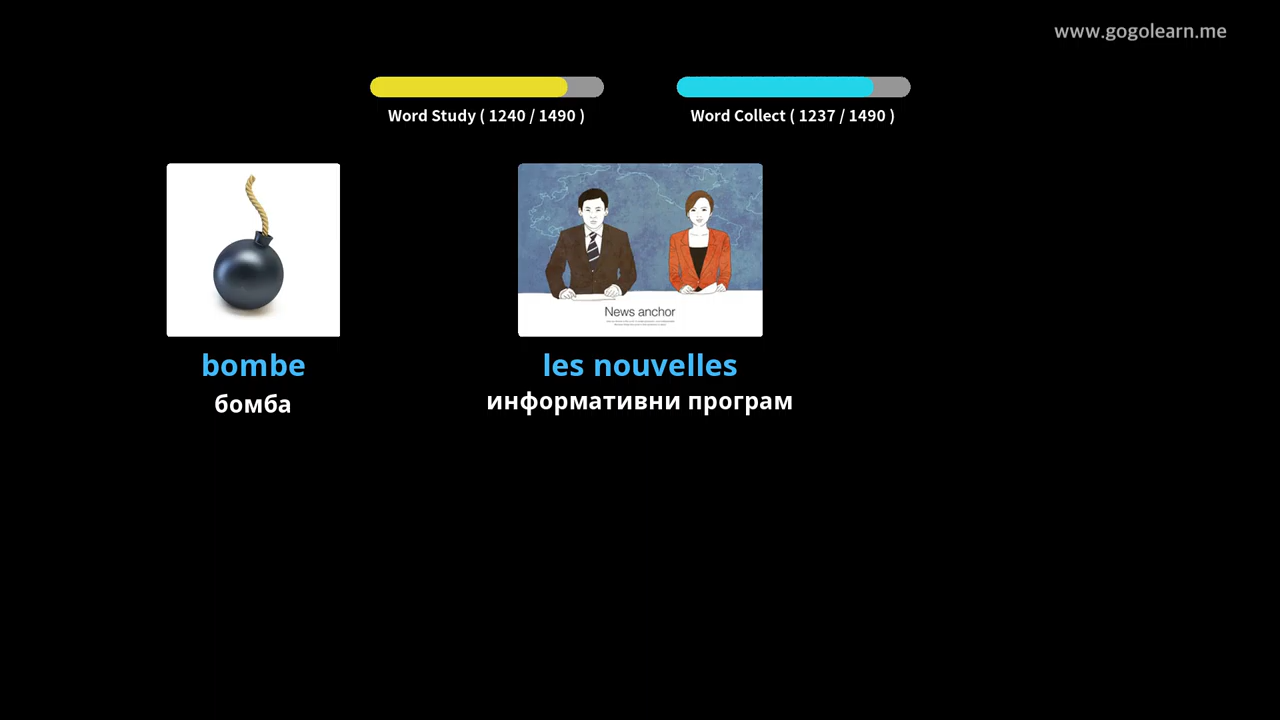 www.gogolearn.me
Word Study ( 1240 / 1490 )
Word Collect ( 1237 / 1490 )
News anchor
bombe
les nouvelles
бомба
информативни програм